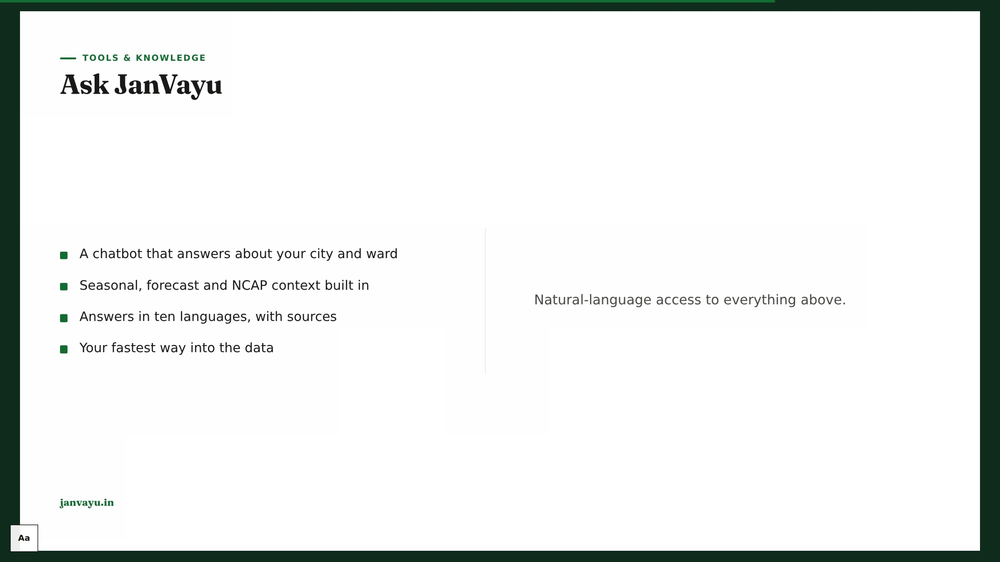 TOOLS & KNOWLEDGE
Ask JanVayu
A chatbot that answers about your city and ward
Seasonal, forecast and NCAP context built in
Answers in ten languages, with sources
Your fastest way into the data
Natural-language access to everything above.
janvayu.in
Aa